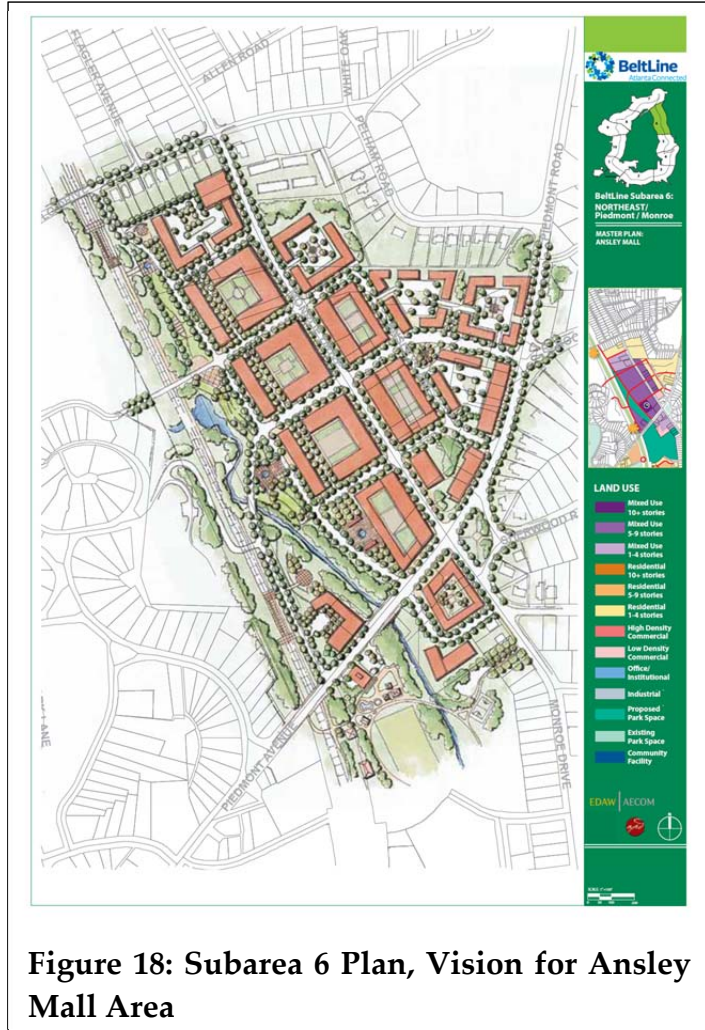 FLAGLER AVENUE
ALLEN ROAD
WHITE OAK
PELHAM ROAD
PIEDMONT ROAD
PIEDMONT AVENUE
MONROE DRIVE
LANE
BeltLine
Atlanta Connected
BeltLine Subarea 6:
NORTHEAST/
Piedmont / Monroe
MASTER PLAN:
ANSLEY MALL
LAND USE
Mixed Use
10+ stories
Mixed Use
5-9 stories
Mixed Use
1-4 stories
Residential
10+ stories
Residential
5-9 stories
Residential
1-4 stories
High Density
Commercial
Low Density
Commercial
Office/
Institutional
Industrial
Proposed
Park Space
Existing
Park Space
Community
Facility
EDAW | AECOM
Figure 18: Subarea 6 Plan, Vision for Ansley
Mall Area